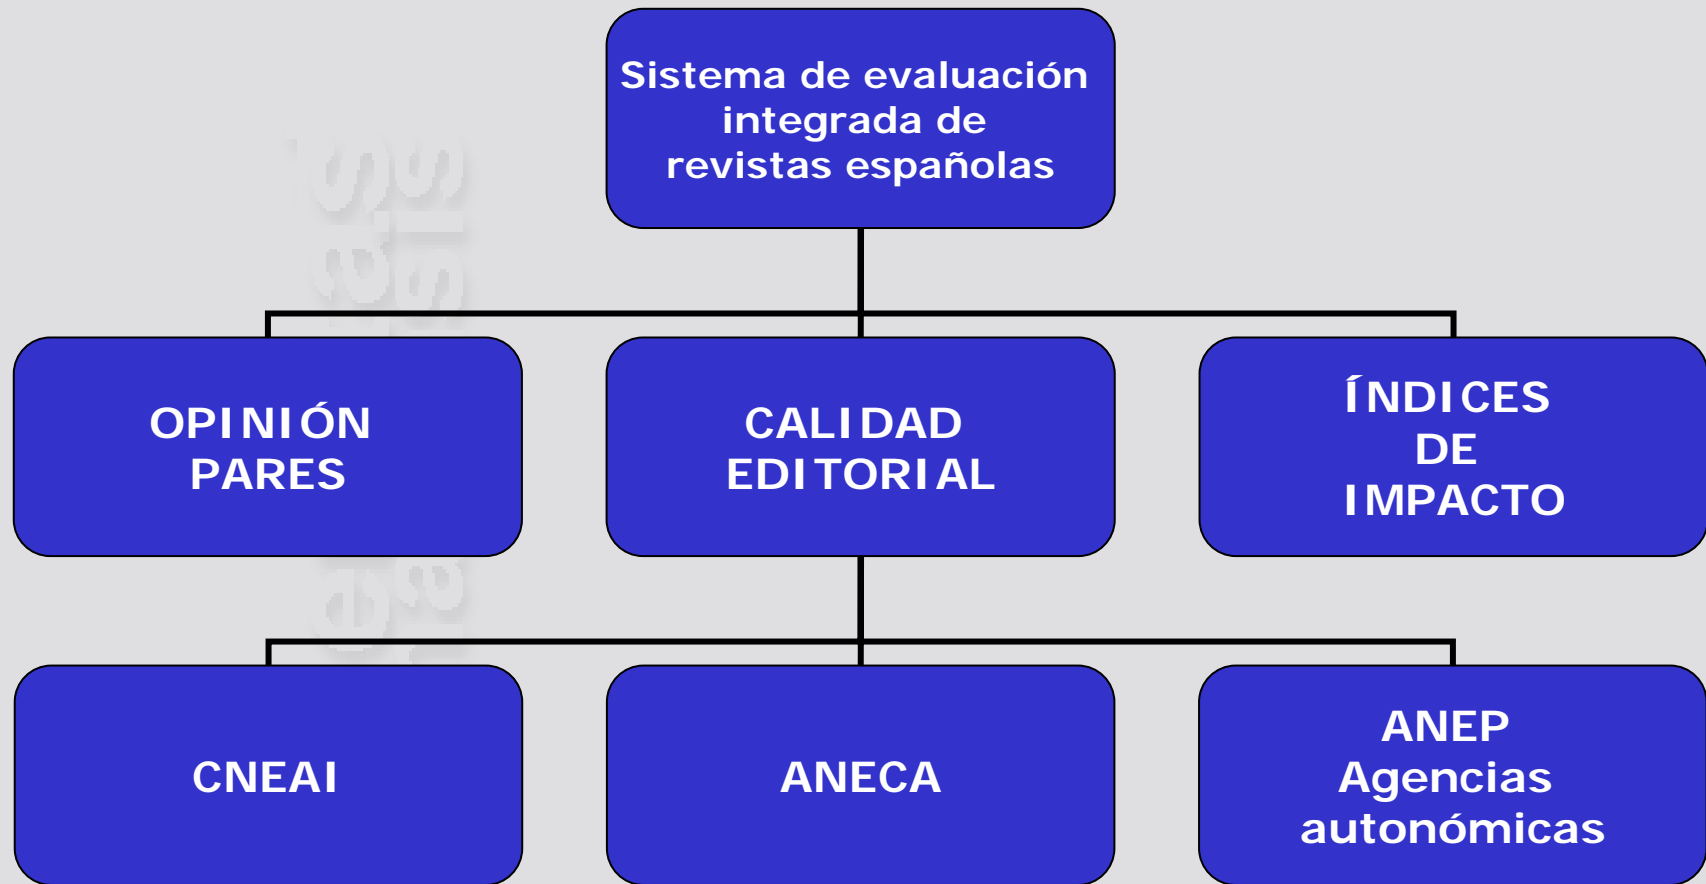 Sistema de evaluación
integrada de
revistas españolas
OPINIÓN
PARES
CALIDAD
EDITORIAL
ÍNDICES
DE
IMPACTO
CNEAI
ANECA
ANEP
Agencias
autonómicas